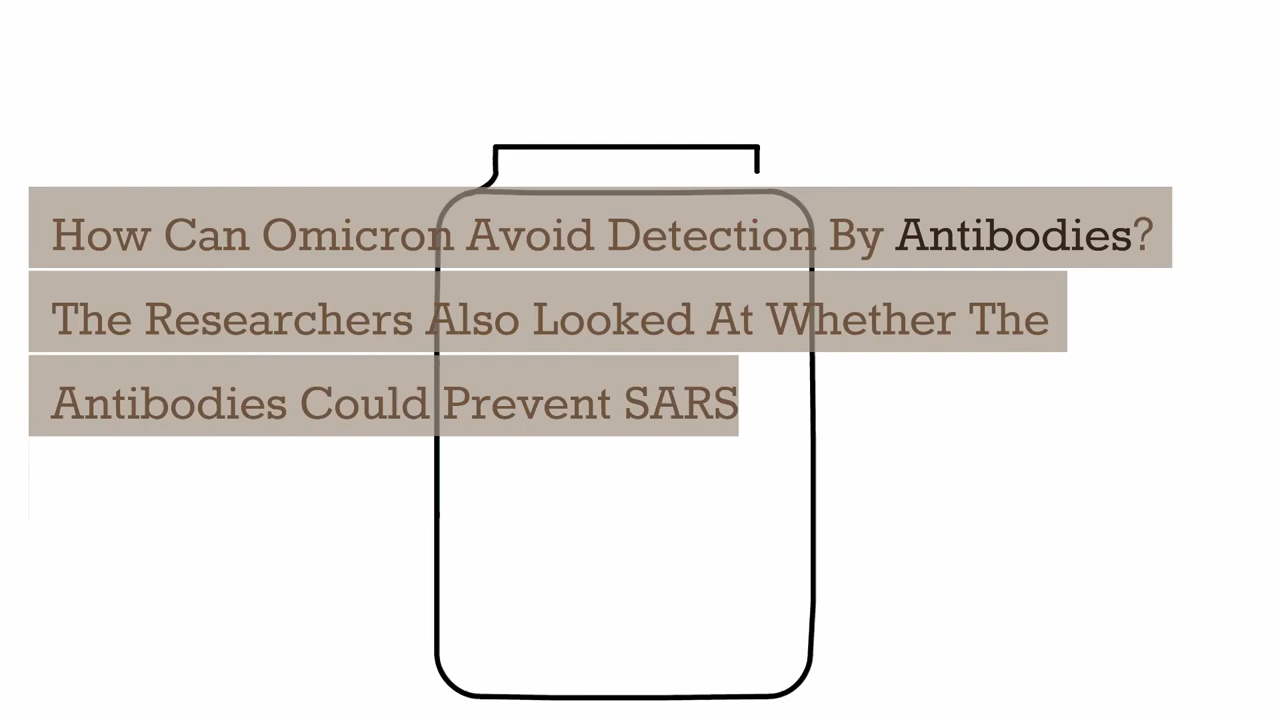 How Can Omicron Avoid Detection By Antibodies?
The Researchers Also Looked At Whether The
Antibodies Could Prevent SARS